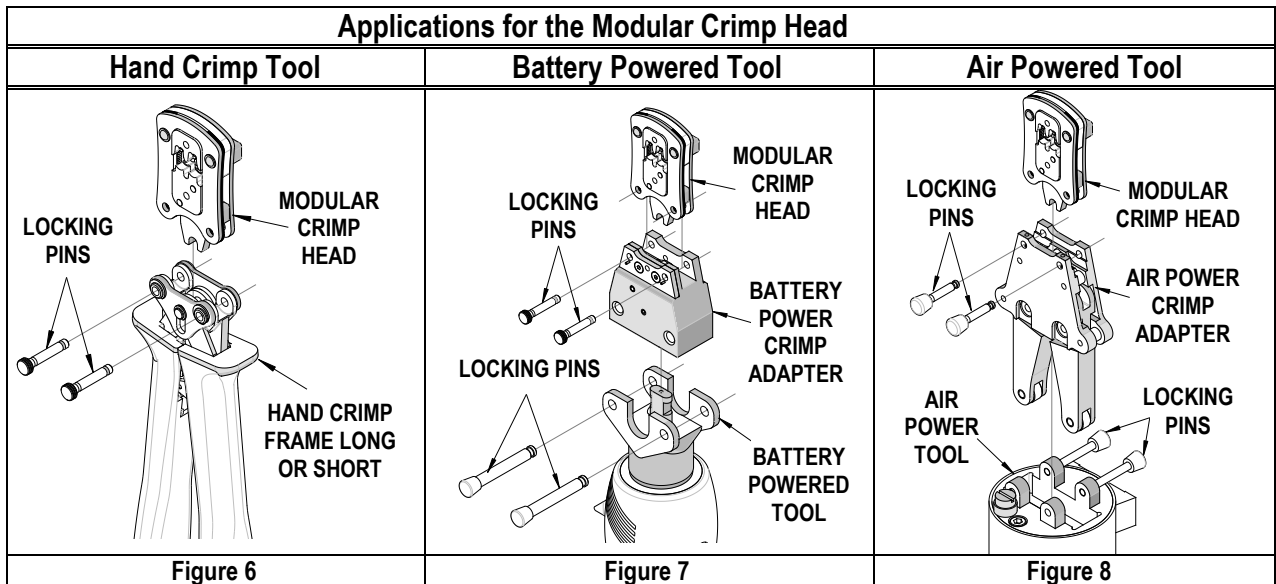 Applications for the Modular Crimp Head
Hand Crimp Tool
Battery Powered Tool
Air Powered Tool
LOCKING
PINS
MODULAR
CRIMP
HEAD
HAND CRIMP
FRAME LONG
OR SHORT
MODULAR
CRIMP
HEAD
LOCKING
PINS
BATTERY
POWER
CRIMP
ADAPTER
LOCKING PINS
BATTERY
POWERED
TOOL
LOCKING
PINS
MODULAR
CRIMP HEAD
AIR POWER
CRIMP
ADAPTER
AIR
POWER
TOOL
LOCKING
PINS
Figure 6
Figure 7
Figure 8